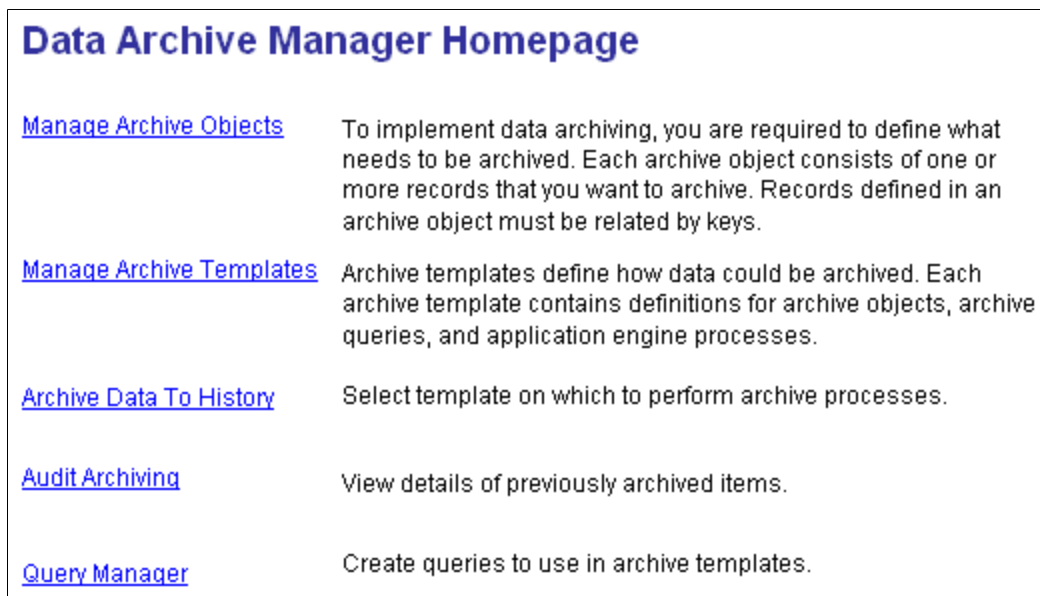 Data Archive Manager Homepage
Manage Archive Objects
To implement data archiving, you are required to define what
needs to be archived. Each archive object consists of one or
more records that you want to archive. Records defined in an
archive object must be related by keys.
Manage Archive Templates
Archive templates define how data could be archived. Each
archive template contains definitions for archive objects, archive
queries, and application engine processes.
Archive Data To History
Select template on which to perform archive processes.
Audit Archiving
View details of previously archived items.
Query Manager
Create queries to use in archive templates.